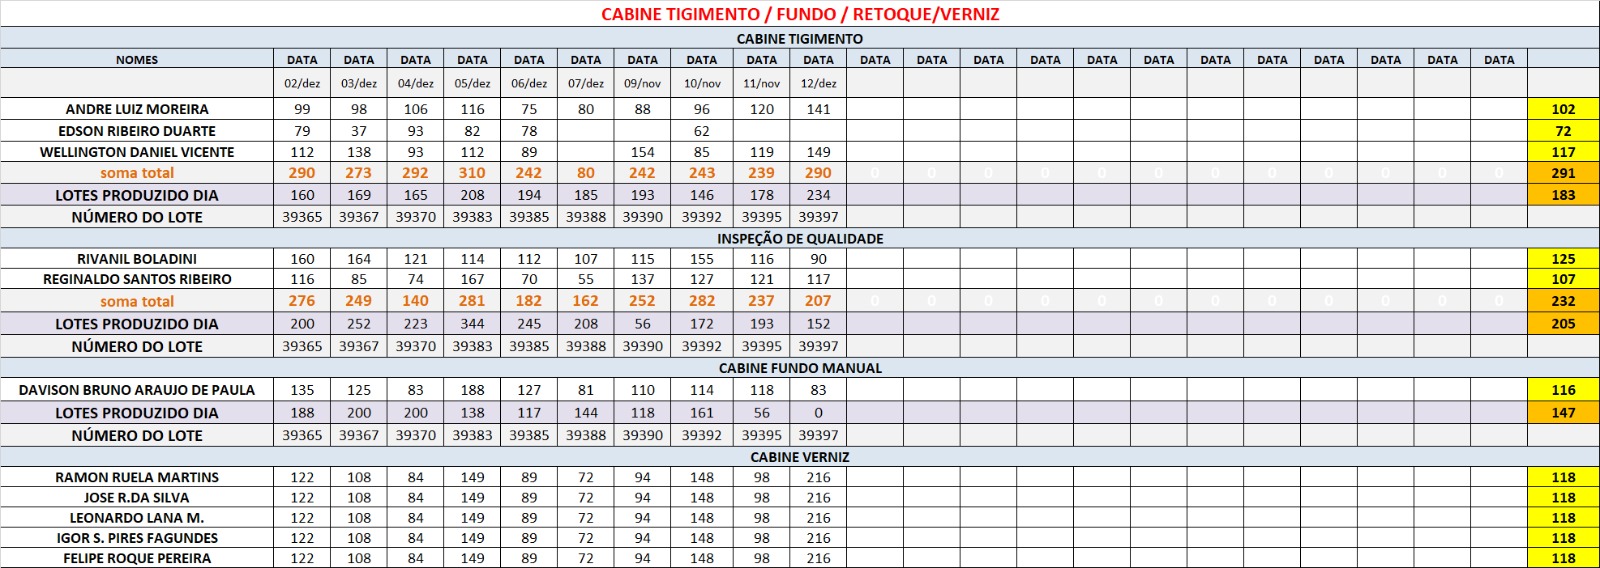 CABINE TIGIMENTO / FUNDO / RETOQUE/VERNIZ
CABINE TIGIMENTO
NOMES DATA DATA DATA DATA DATA DATA DATA DATA DATA DATA DATA DATA DATA DATA DATA DATA DATA DATA DATA DATA DATA DATA
02/dez 03/dez 04/dez 05/dez 06/dez 07/dez 09/nov 10/nov 11/nov 12/dez
ANDRE LUIZ MOREIRA 99 98 106 116 75 80 88 96 120 141 102
EDSON RIBEIRO DUARTE 79 37 93 82 78 62 72
WELLINGTON DANIEL VICENTE 112 138 93 112 89 154 85 119 149 117
soma total 290 273 292 310 242 80 242 243 239 290 0 0 0 0 0 0 0 0 0 0 0 0 291
LOTES PRODUZIDO DIA 160 169 165 208 194 185 193 146 178 234 183
NÚMERO DO LOTE 39365 39367 39370 39383 39385 39388 39390 39392 39395 39397
INSPEÇÃO DE QUALIDADE
RIVANIL BOLADINI 160 164 121 114 112 107 115 155 116 90 125
REGINALDO SANTOS RIBEIRO 116 85 74 167 70 55 137 127 121 117 107
soma total 276 249 140 281 182 162 252 282 237 207 0 0 0 0 0 0 0 0 0 0 0 0 232
LOTES PRODUZIDO DIA 200 252 223 344 245 208 56 172 193 152 205
NÚMERO DO LOTE 39365 39367 39370 39383 39385 39388 39390 39392 39395 39397
CABINE FUNDO MANUAL
DAVISON BRUNO ARAUJO DE PAULA 135 125 83 188 127 81 110 114 118 83 116
LOTES PRODUZIDO DIA 188 200 200 138 117 144 118 161 56 0 147
NÚMERO DO LOTE 39365 39367 39370 39383 39385 39388 39390 39392 39395 39397
CABINE VERNIZ
RAMON RUELA MARTINS 122 108 84 149 89 72 94 148 98 216 118
JOSE R.DA SILVA 122 108 84 149 89 72 94 148 98 216 118
LEONARDO LANA M. 122 108 84 149 89 72 94 148 98 216 118
IGOR S. PIRES FAGUNDES 122 108 84 149 89 72 94 148 98 216 118
FELIPE ROQUE PEREIRA 122 108 84 149 89 72 94 148 98 216 118